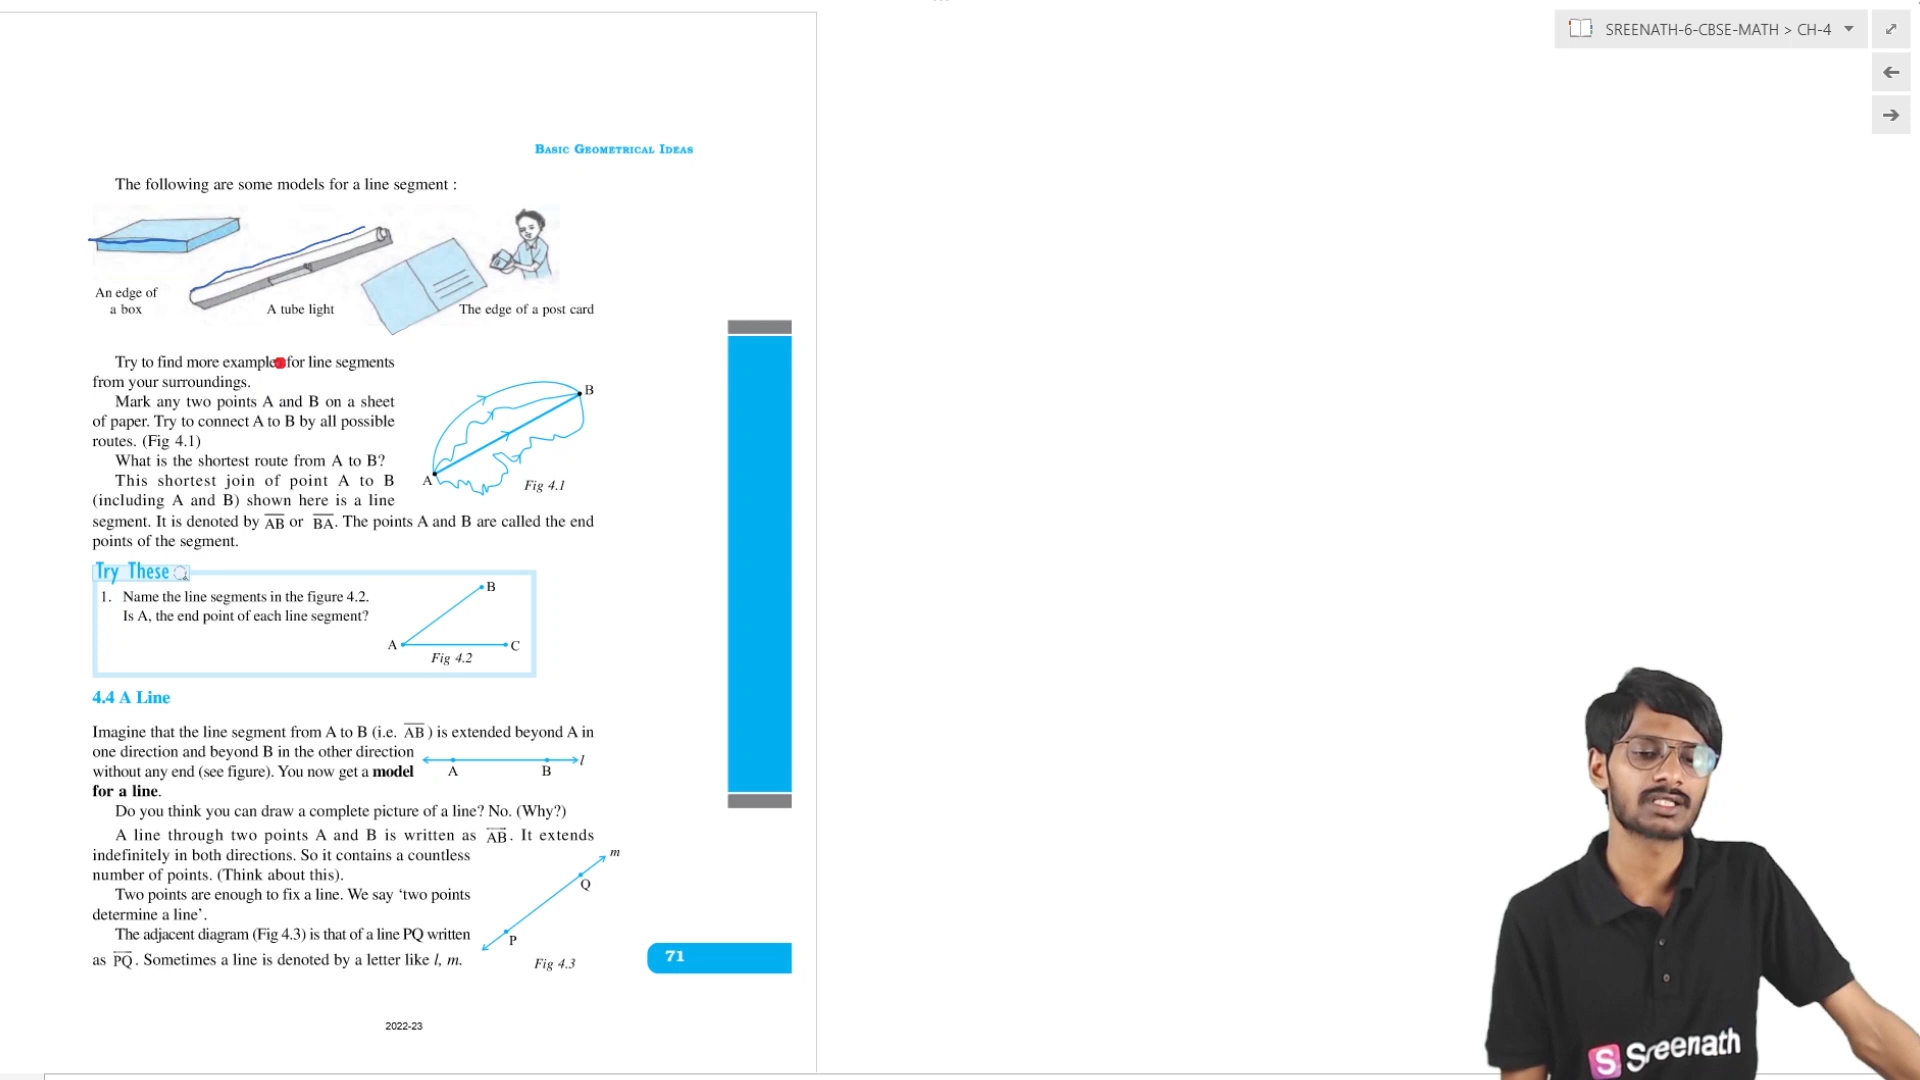 SREENATH-6-CBSE-MATH > CH-4
BASIC GEOMETRICAL IDEAS
The following are some models for a line segment :
An edge of
a box
A tube light
The edge of a post card
Try to find more examples for line segments
from your surroundings.
Mark any two points A and B on a sheet
of paper. Try to connect A to B by all possible
routes. (Fig 4.1)
What is the shortest route from A to B?
This shortest join of point A to B
(including A and B) shown here is a line
segment. It is denoted by AB or BA. The points A and B are called the end
points of the segment.
B
A
Fig 4.1
Try These
1. Name the line segments in the figure 4.2.
Is A, the end point of each line segment?
B
A
C
Fig 4.2
4.4 A Line
Imagine that the line segment from A to B (i.e. AB) is extended beyond A in
one direction and beyond B in the other direction
without any end (see figure). You now get a model
for a line.
A
B
l
Do you think you can draw a complete picture of a line? No. (Why?)
A line through two points A and B is written as AB. It extends
indefinitely in both directions. So it contains a countless
number of points. (Think about this).
Two points are enough to fix a line. We say ‘two points
determine a line’.
The adjacent diagram (Fig 4.3) is that of a line PQ written
as PQ. Sometimes a line is denoted by a letter like l, m.
m
Q
P
Fig 4.3
71
2022-23
S Sreenath